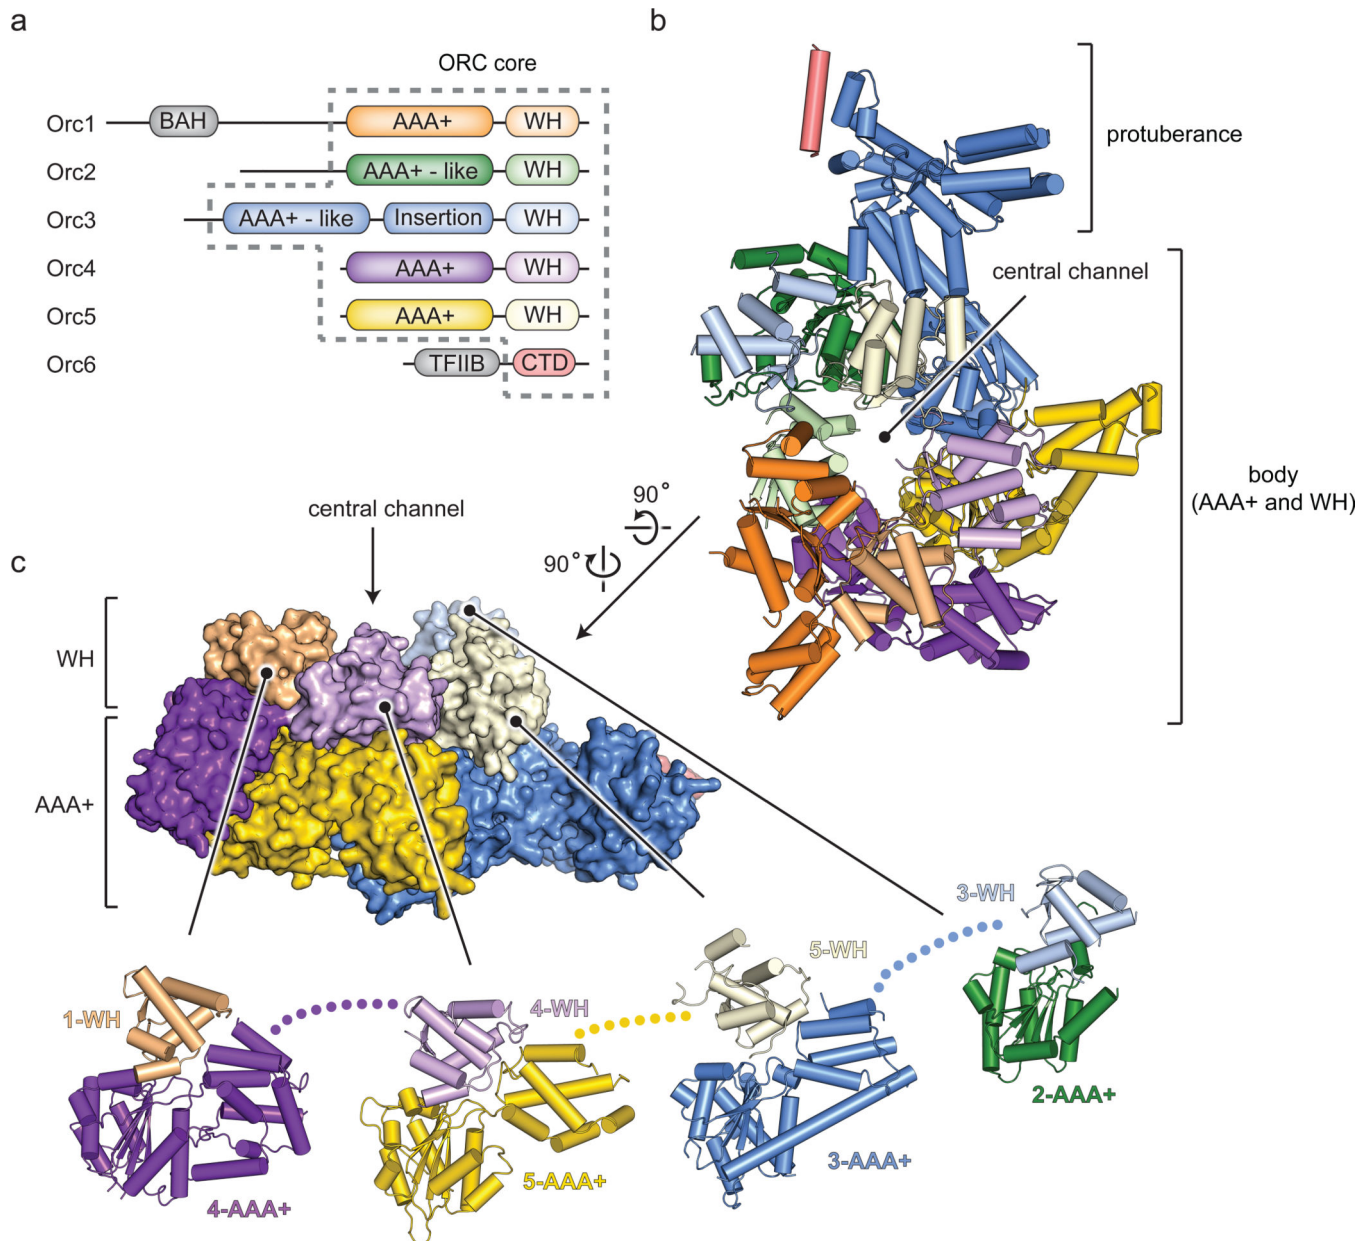 a
ORC core
Orc1 BAH AAA+ WH
Orc2 AAA+ - like WH
Orc3 AAA+ - like Insertion WH
Orc4 AAA+ WH
Orc5 AAA+ WH
Orc6 TFIIB CTD
b
protuberance
central channel
body
(AAA+ and WH)
90°
90°
c
central channel
WH
AAA+
1-WH
4-AAA+
4-WH
5-AAA+
5-WH
3-AAA+
3-WH
2-AAA+